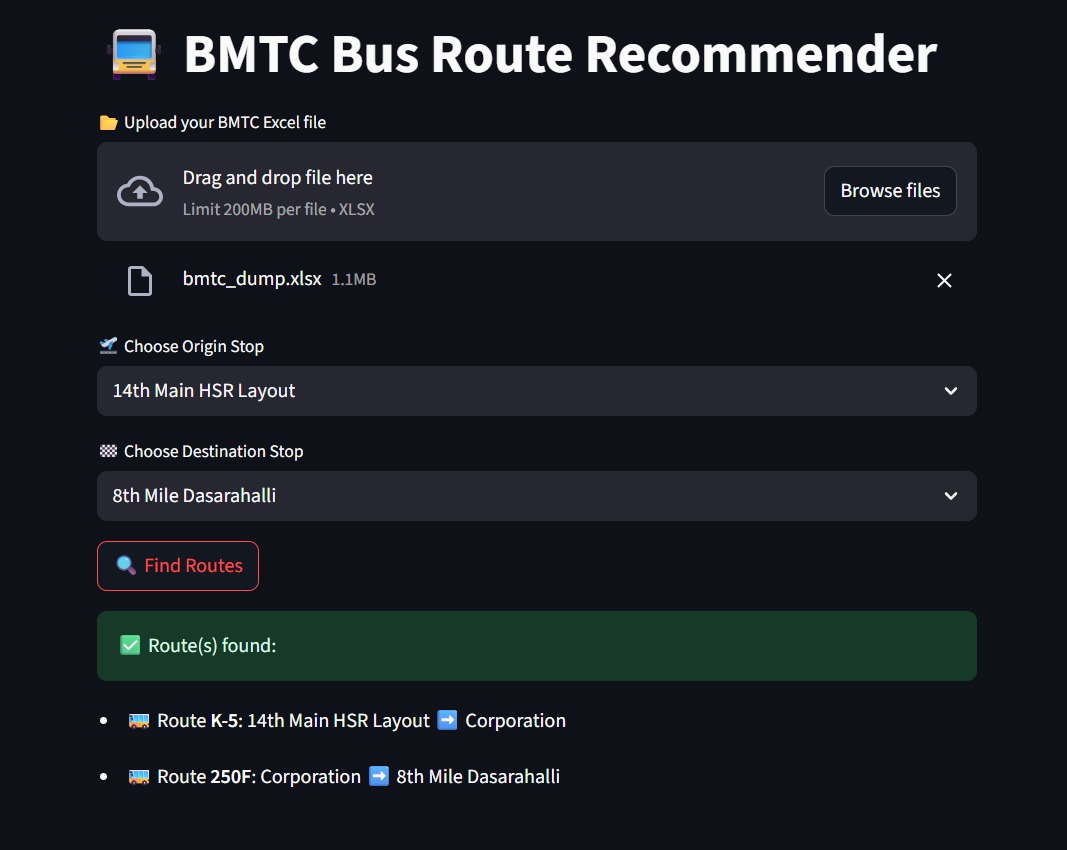 BMTC Bus Route Recommender
Upload your BMTC Excel file
Drag and drop file here
Limit 200MB per file • XLSX
Browse files
bmtc_dump.xlsx 1.1MB
Choose Origin Stop
14th Main HSR Layout
Choose Destination Stop
8th Mile Dasarahalli
Find Routes
Route(s) found:
Route K-5: 14th Main HSR Layout ➡️ Corporation
Route 250F: Corporation ➡️ 8th Mile Dasarahalli